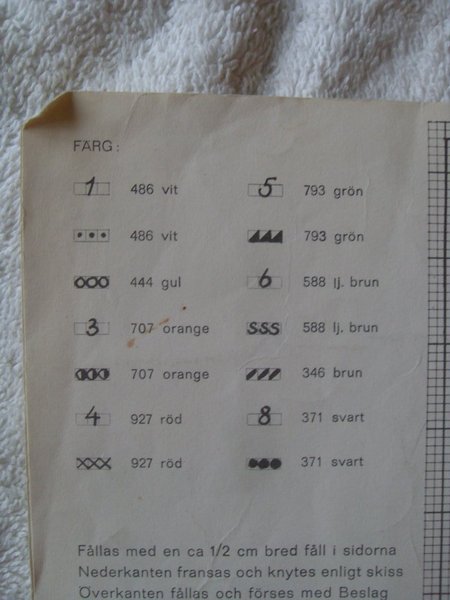 FÄRG:
1 486 vit
486 vit
444 gul
3 707 orange
707 orange
4 927 röd
XXX 927 röd
5 793 grön
793 grön
6 588 lj. brun
SSS 588 lj. brun
346 brun
8 371 svart
371 svart
Fållas med en ca 1/2 cm bred fåll i sidorna
Nederkanten fransas och knytes enligt skiss
Överkanten fållas och förses med Beslag